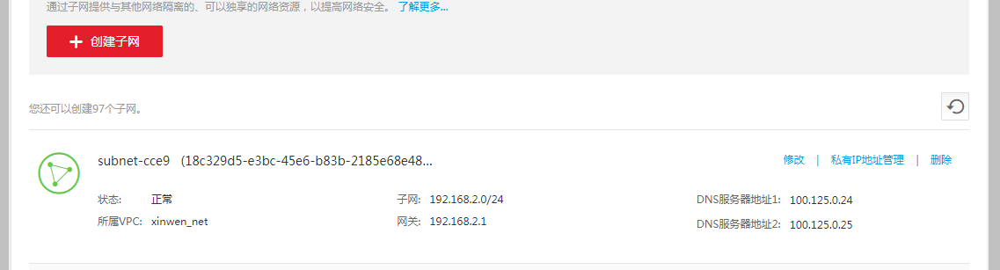 通过子网提供与其他网络隔离的、可以独享的网络资源，以提高网络安全。 了解更多...
创建子网
您还可以创建97个子网。
subnet-cce9 (18c329d5-e3bc-45e6-b83b-2185e68e48...
修改 | 私有IP地址管理 | 删除
状态: 正常 子网: 192.168.2.0/24 DNS服务器地址1: 100.125.0.24
所属VPC: xinwen_net 网关: 192.168.2.1 DNS服务器地址2: 100.125.0.25